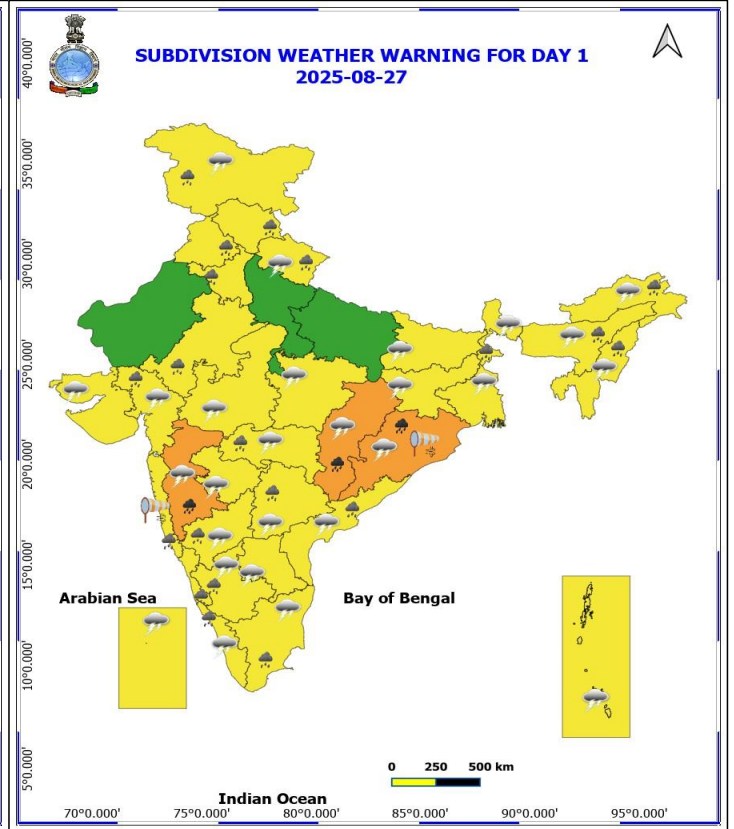 SUBDIVISION WEATHER WARNING FOR DAY 1
2025-08-27
40°0.000'
35°0.000'
30°0.000'
25°0.000'
20°0.000'
15°0.000'
10°0.000'
5°0.000'
Arabian Sea
Bay of Bengal
0 250 500 km
Indian Ocean
70°0.000' 75°0.000' 80°0.000' 85°0.000' 90°0.000' 95°0.000'